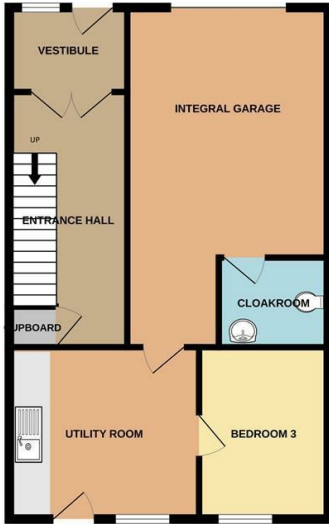 VESTIBULE
INTEGRAL GARAGE
UP
ENTRANCE HALL
CLOAKROOM
UPBOARD
UTILITY ROOM
BEDROOM 3